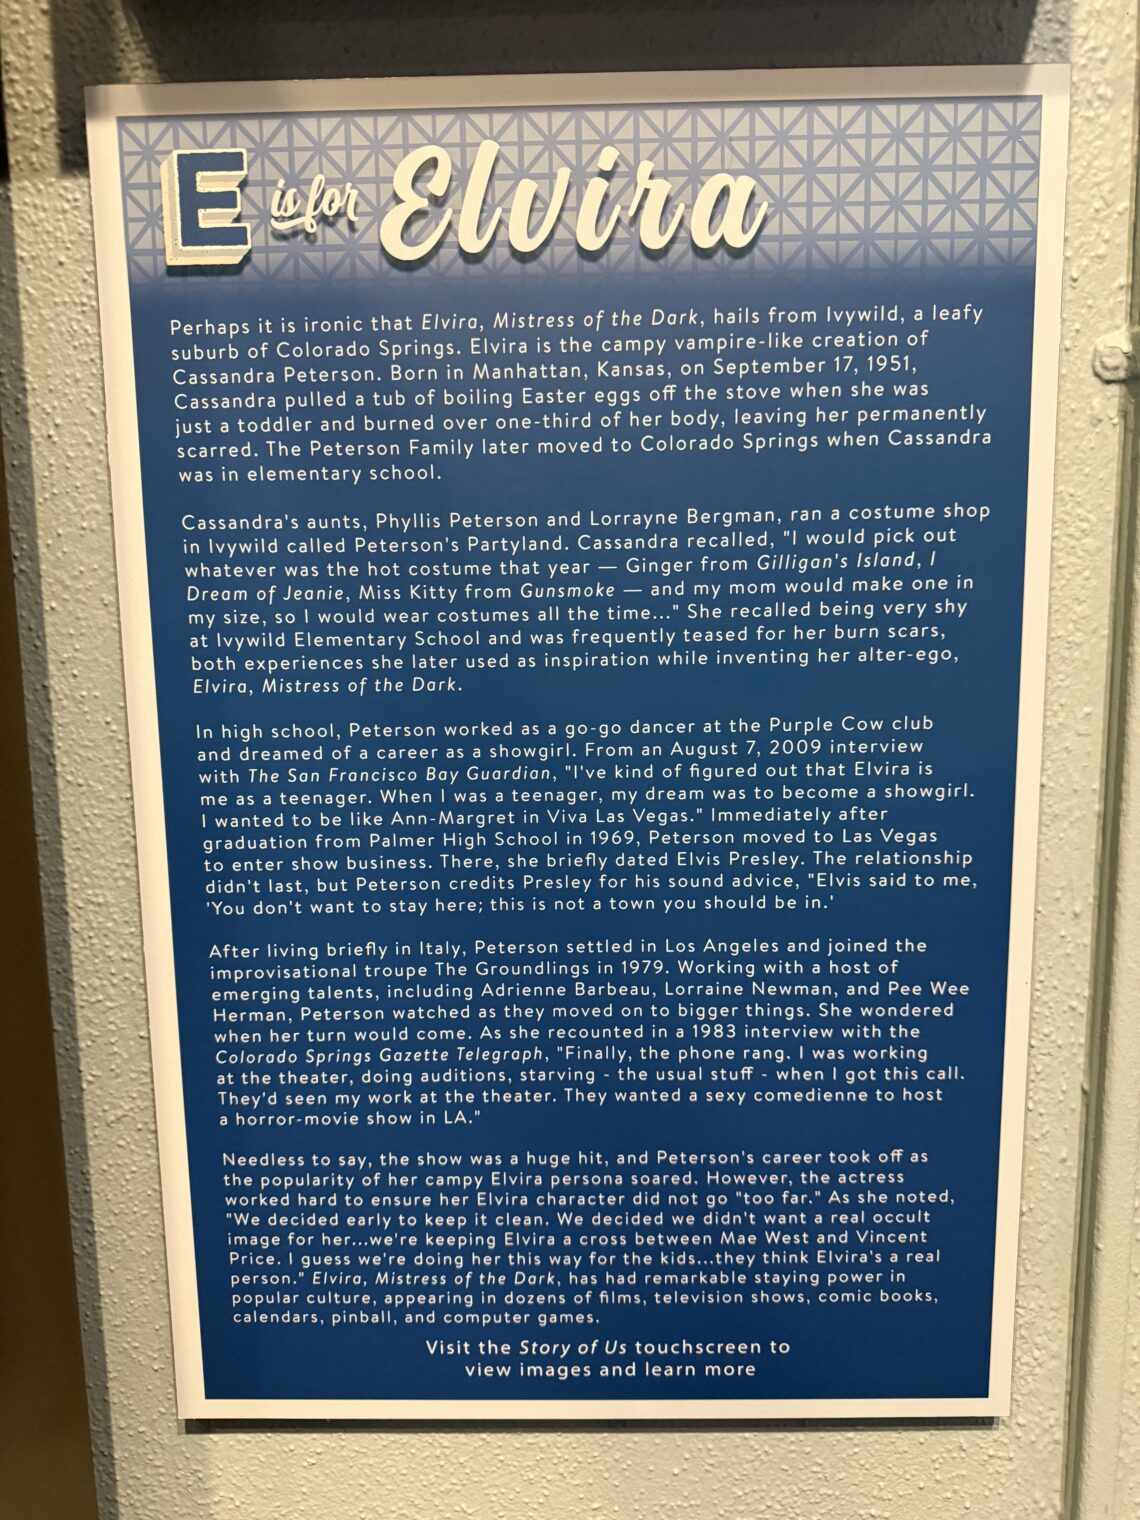 E is for Elvira
Perhaps it is ironic that Elvira, Mistress of the Dark, hails from Ivywild, a leafy
suburb of Colorado Springs. Elvira is the campy vampire-like creation of
Cassandra Peterson. Born in Manhattan, Kansas, on September 17, 1951,
Cassandra pulled a tub of boiling Easter eggs off the stove when she was
just a toddler and burned over one-third of her body, leaving her permanently
scarred. The Peterson Family later moved to Colorado Springs when Cassandra
was in elementary school.
Cassandra's aunts, Phyllis Peterson and Lorrayne Bergman, ran a costume shop
in Ivywild called Peterson's Partyland. Cassandra recalled, "I would pick out
whatever was the hot costume that year — Ginger from Gilligan's Island, I
Dream of Jeanie, Miss Kitty from Gunsmoke — and my mom would make one in
my size, so I would wear costumes all the time..." She recalled being very shy
at Ivywild Elementary School and was frequently teased for her burn scars,
both experiences she later used as inspiration while inventing her alter-ego,
Elvira, Mistress of the Dark.
In high school, Peterson worked as a go-go dancer at the Purple Cow club
and dreamed of a career as a showgirl. From an August 7, 2009 interview
with The San Francisco Bay Guardian, "I've kind of figured out that Elvira is
me as a teenager. When I was a teenager, my dream was to become a showgirl.
I wanted to be like Ann-Margret in Viva Las Vegas." Immediately after
graduation from Palmer High School in 1969, Peterson moved to Las Vegas
to enter show business. There, she briefly dated Elvis Presley. The relationship
didn't last, but Peterson credits Presley for his sound advice, "Elvis said to me,
'You don't want to stay here; this is not a town you should be in.'
After living briefly in Italy, Peterson settled in Los Angeles and joined the
improvisational troupe The Groundlings in 1979. Working with a host of
emerging talents, including Adrienne Barbeau, Lorraine Newman, and Pee Wee
Herman, Peterson watched as they moved on to bigger things. She wondered
when her turn would come. As she recounted in a 1983 interview with the
Colorado Springs Gazette Telegraph, "Finally, the phone rang. I was working
at the theater, doing auditions, starving - the usual stuff - when I got this call.
They'd seen my work at the theater. They wanted a sexy comedienne to host
a horror-movie show in LA."
Needless to say, the show was a huge hit, and Peterson's career took off as
the popularity of her campy Elvira persona soared. However, the actress
worked hard to ensure her Elvira character did not go "too far." As she noted,
"We decided early to keep it clean. We decided we didn't want a real occult
image for her...we're keeping Elvira a cross between Mae West and Vincent
Price. I guess we're doing her this way for the kids...they think Elvira's a real
person." Elvira, Mistress of the Dark, has had remarkable staying power in
popular culture, appearing in dozens of films, television shows, comic books,
calendars, pinball, and computer games.
Visit the Story of Us touchscreen to
view images and learn more